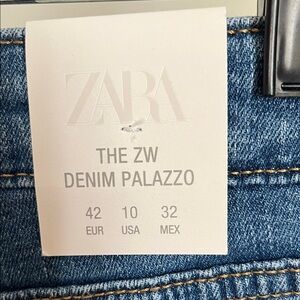 ZARA
THE ZW
DENIM PALAZZO
42 10 32
EUR USA MEX